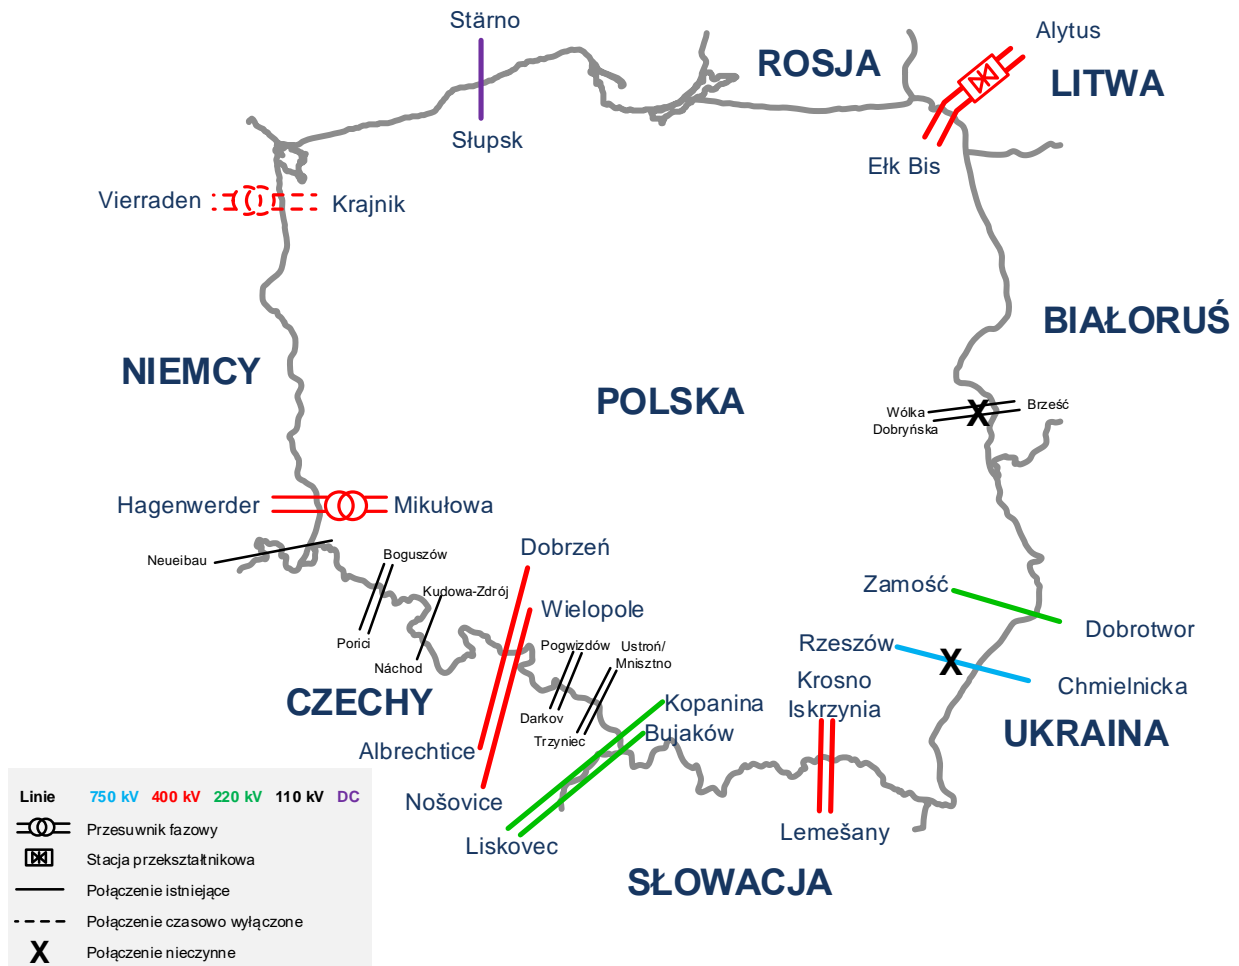 Stärno
Alytus
ROSJA
LITWA
Słupsk
Ełk Bis
Vierraden
Krajnik
BIAŁORUŚ
NIEMCY
POLSKA
Wólka
Dobryńska
Brześć
Hagenwerder
Mikułowa
Neueibau
Boguszów
Dobrzeń
Kudowa-Zdrój
Wielopole
Zamość
Dobrotwor
Porici
Náchod
Pogwizdów
Ustroń/
Mnisztno
Rzeszów
Chmielnicka
Krosno
Iskrzynia
CZECHY
Darkov
Trzyniec
Kopanina
Bujaków
UKRAINA
Albrechtice
Nošovice
Liskovec
Lemešany
SŁOWACJA
Linie 750 kV 400 kV 220 kV 110 kV DC
Przesuwnik fazowy
Stacja przekształtnikowa
Połączenie istniejące
Połączenie czasowo wyłączone
X Połączenie nieczynne
X
X